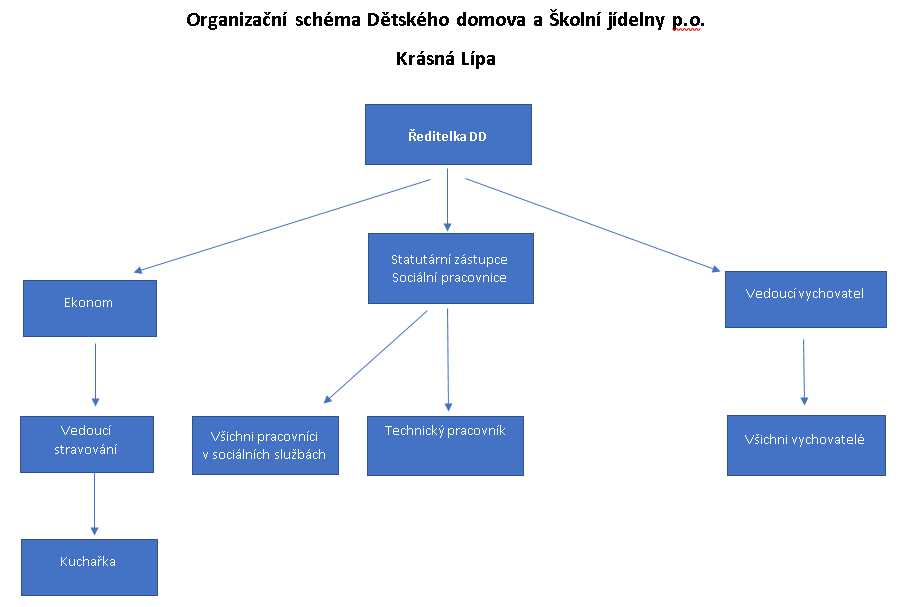 Organizační schéma Dětského domova a Školní jídelny p.o.
Krásná Lípa
Ředitelka DD
Statutární zástupce
Sociální pracovnice
Ekonom
Vedoucí vychovatel
Vedoucí
stravování
Všichni pracovníci
v sociálních službách
Technický pracovník
Všichni vychovatelé
Kuchařka